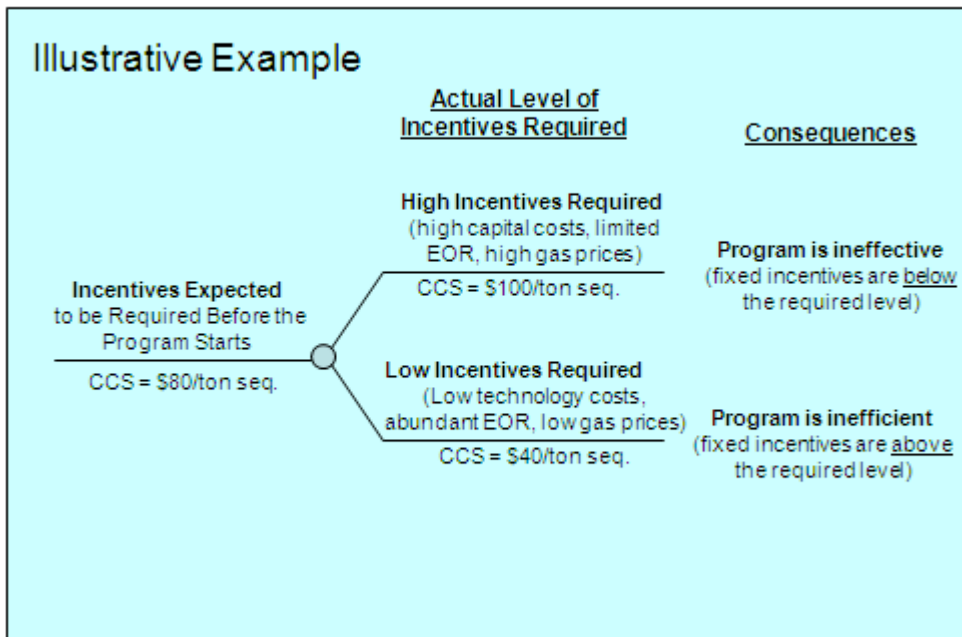 Illustrative Example
Actual Level of
Incentives Required
Consequences
High Incentives Required
(high capital costs, limited
EOR, high gas prices)
CCS = $100/ton seq.
Program is ineffective
(fixed incentives are below
the required level)
Incentives Expected
to be Required Before the
Program Starts
CCS = $80/ton seq.
Low Incentives Required
(Low technology costs,
abundant EOR, low gas prices)
CCS = $40/ton seq.
Program is inefficient
(fixed incentives are above
the required level)